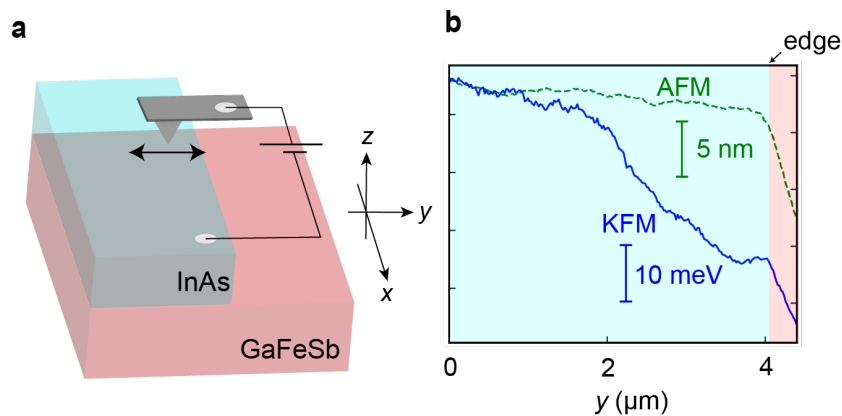 a
z
y
x
InAs
GaFeSb
b
edge
AFM
5 nm
KFM
10 meV
0
2
4
y (μm)